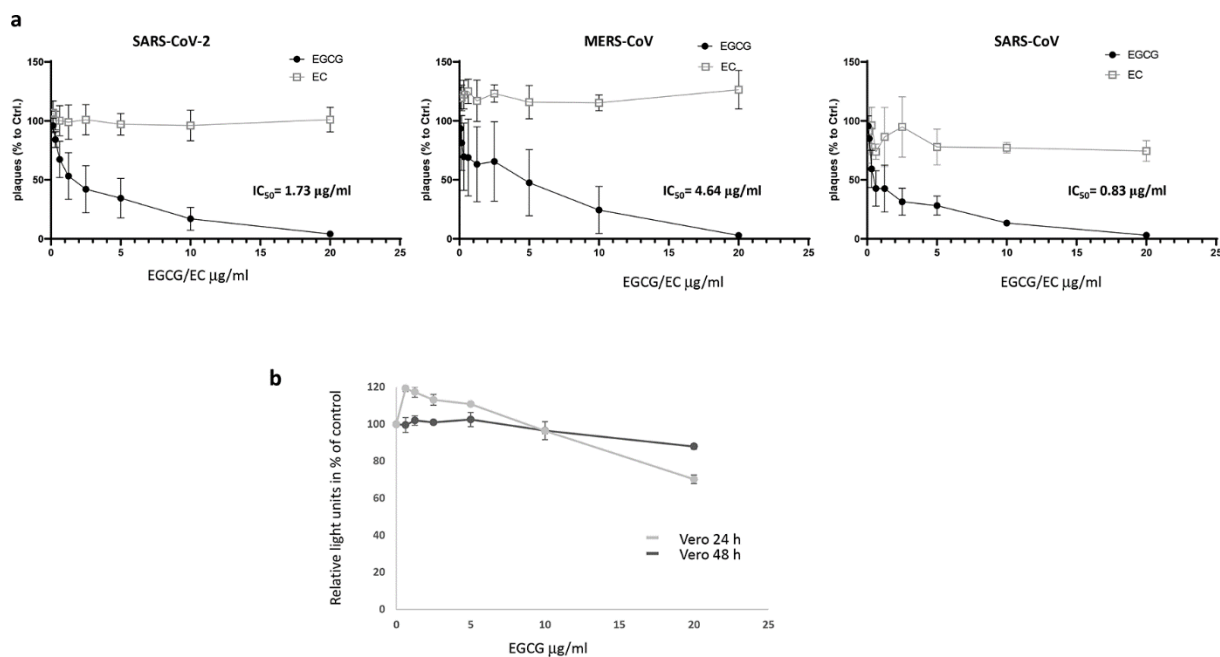 a
SARS-CoV-2
EGCG
EC
plaques (% to Ctrl.)
150
100
50
0
IC50= 1.73 µg/ml
0 5 10 15 20 25
EGCG/EC µg/ml
MERS-CoV
EGCG
EC
plaques (% to Ctrl.)
150
100
50
0
IC50= 4.64 µg/ml
0 5 10 15 20 25
EGCG/EC µg/ml
SARS-CoV
EGCG
EC
plaques (% to Ctrl.)
150
100
50
0
IC50= 0.83 µg/ml
0 5 10 15 20 25
EGCG/EC µg/ml
b
Relative light units in % of control
120
100
80
60
40
20
0
Vero 24 h
Vero 48 h
0 5 10 15 20 25
EGCG µg/ml